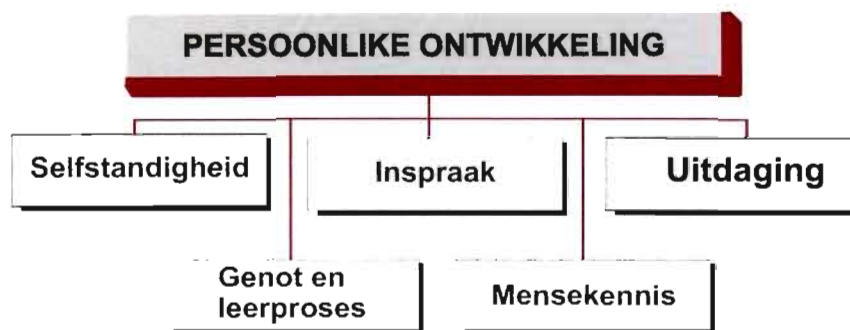 PERSOONLIKE ONTWIKKELING
Selfstandigheid
Inspraak
Uitdaging
Genot en
leerproses
Mensekennis